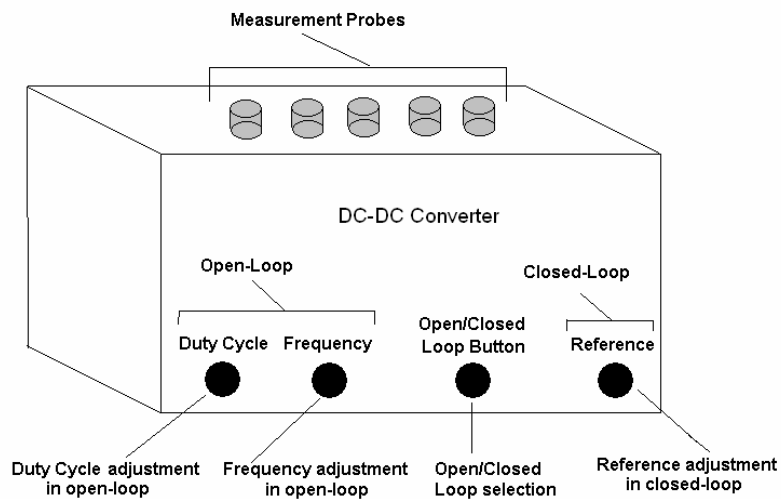 Measurement Probes
DC-DC Converter
Open-Loop
Closed-Loop
Duty Cycle
Frequency
Open/Closed
Loop Button
Reference
Duty Cycle adjustment
in open-loop
Frequency adjustment
in open-loop
Open/Closed
Loop selection
Reference adjustment
in closed-loop